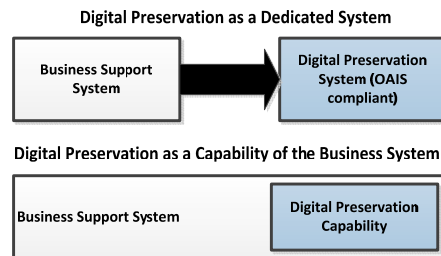 Digital Preservation as a Dedicated System
Business Support
System
Digital Preservation
System (OAIS
compliant)
Digital Preservation as a Capability of the Business System
Business Support System
Digital Preservation
Capability